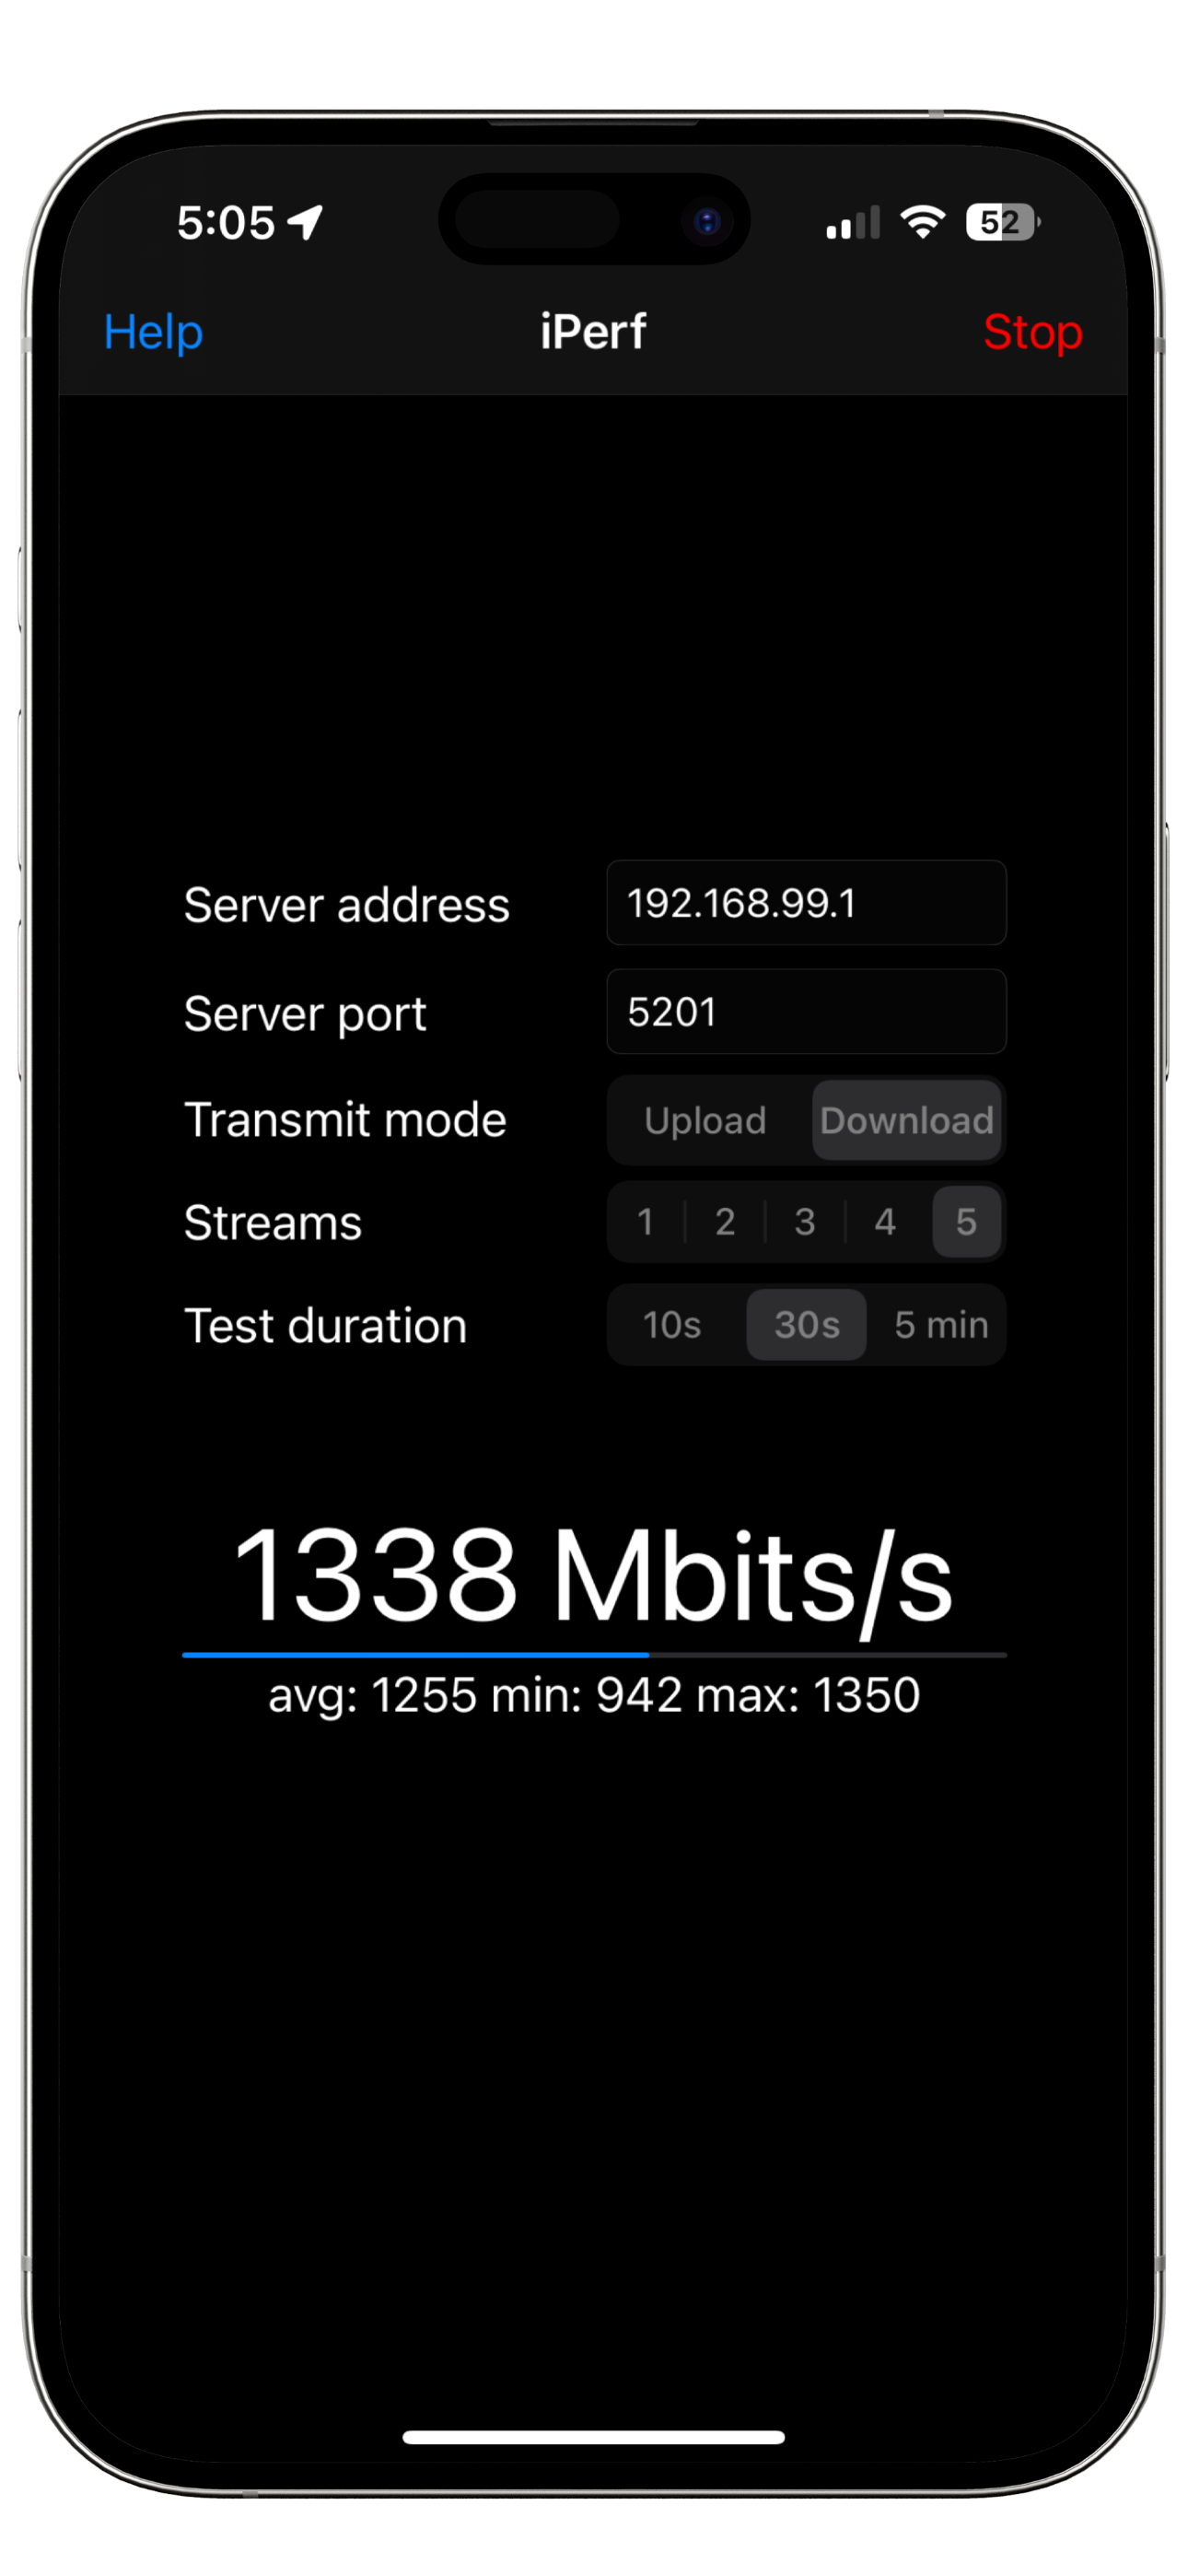 5:05 52
Help iPerf Stop
Server address 192.168.99.1
Server port 5201
Transmit mode Upload Download
Streams 1 2 3 4 5
Test duration 10s 30s 5 min
1338 Mbits/s
avg: 1255 min: 942 max: 1350